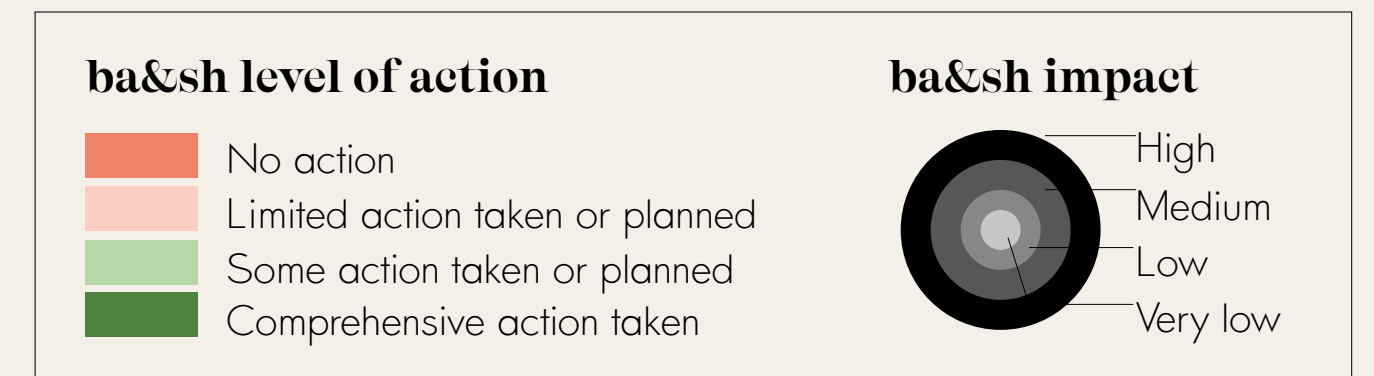 ba&sh level of action
No action
Limited action taken or planned
Some action taken or planned
Comprehensive action taken
ba&sh impact
High
Medium
Low
Very low